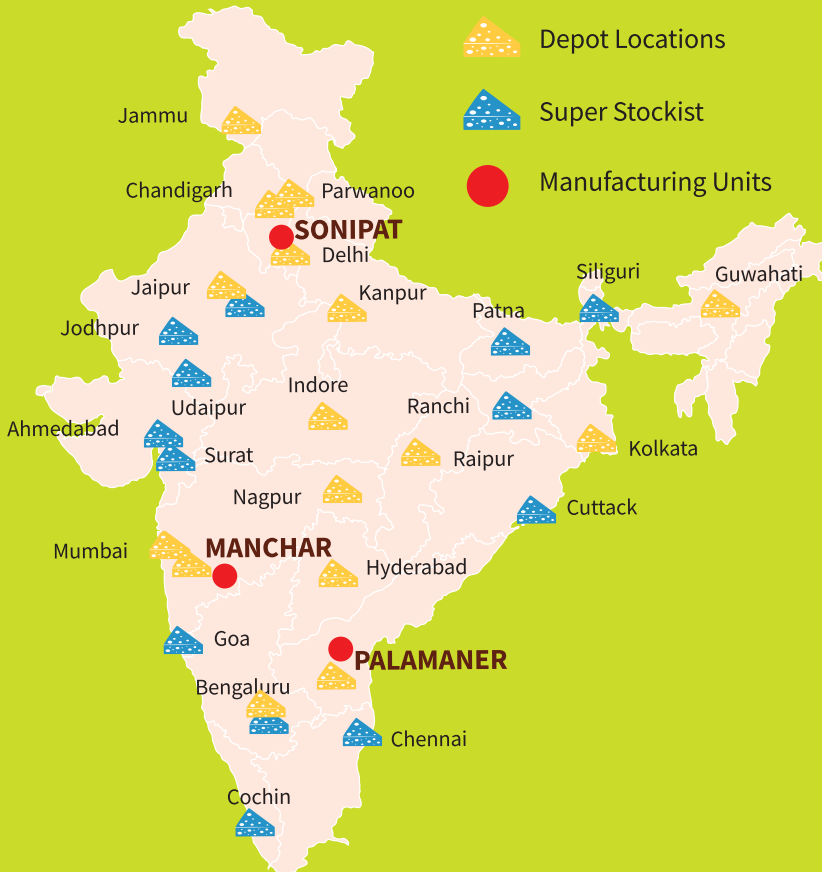 Depot Locations
Super Stockist
Manufacturing Units
Jammu
Chandigarh
Parwanoo
SONIPAT
Delhi
Siliguri
Guwahati
Jaipur
Kanpur
Patna
Jodhpur
Indore
Udaipur
Ranchi
Ahmedabad
Surat
Raipur
Kolkata
Nagpur
Cuttack
Mumbai
MANCHAR
Hyderabad
Goa
PALAMANER
Bengaluru
Chennai
Cochin